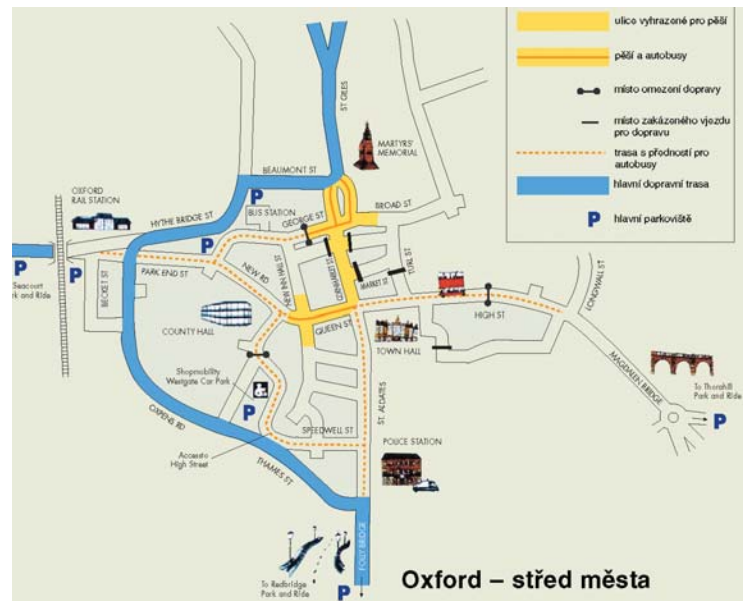 ulice vyhrazené pro pěší
pěší a autobusy
místo omezení dopravy
místo zakázeného vjezdu
pro dopravu
trasa s předností pro
autobusy
hlavní dopravní trasa
P
hlavní parkoviště
ST GILES
MARTYRS'
MEMORIAL
BEAUMONT ST
OXFORD
RAIL STATION
HYTHE BRIDGE ST
P
BUS STATION
GEORGE ST
BROAD ST
P
P
P
Seacourt
Park and Ride
BECKET ST
PARK END ST
NEW RD
NEW INN HALL ST
CORNMARKET ST
MARKET ST
TURL ST
LONGWALL ST
HIGH ST
COUNTY HALL
QUEEN ST
TOWN HALL
MAGDALEN BRIDGE
Shopmobility
Westgate Car Park
P
To Thornhill
Park and Ride
P
OXPENS RD
ST. ALDATES
SPEEDWELL ST
Access to
High Street
POLICE STATION
THAMES ST
FOLLY BRIDGE
To Redbridge
Park and Ride
P
Oxford – střed města